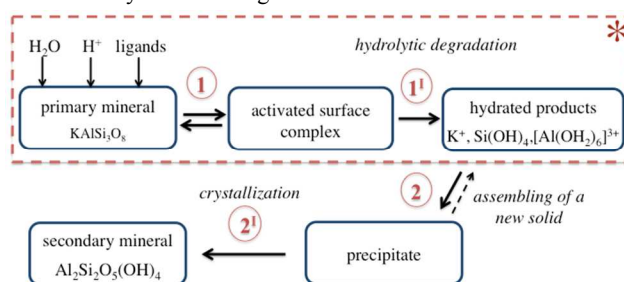 H₂O H⁺ ligands
hydrolytic degradation
*
1
1ᴵ
primary mineral
KAlSi₃O₈
activated surface
complex
hydrated products
K⁺, Si(OH)₄,[Al(OH₂)₆]³⁺
crystallization
2
assembling of a
new solid
2ᴵ
secondary mineral
Al₂Si₂O₅(OH)₄
precipitate